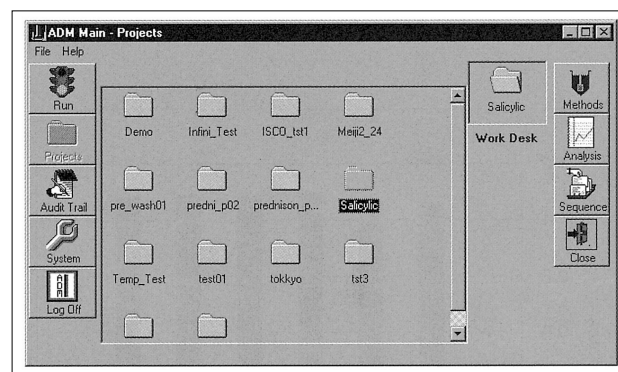 ADM Main - Projects
File Help
Run
Projects
Audit Trail
System
ADM
Log Off
Demo Infini_Test ISCO_tst1 Meiji2_24
pre_wash01 predni_p02 prednison_p... Salicylic
Temp_Test test01 tokkyo tst3
Salicylic
Work Desk
Methods
Analysis
Sequence
Close